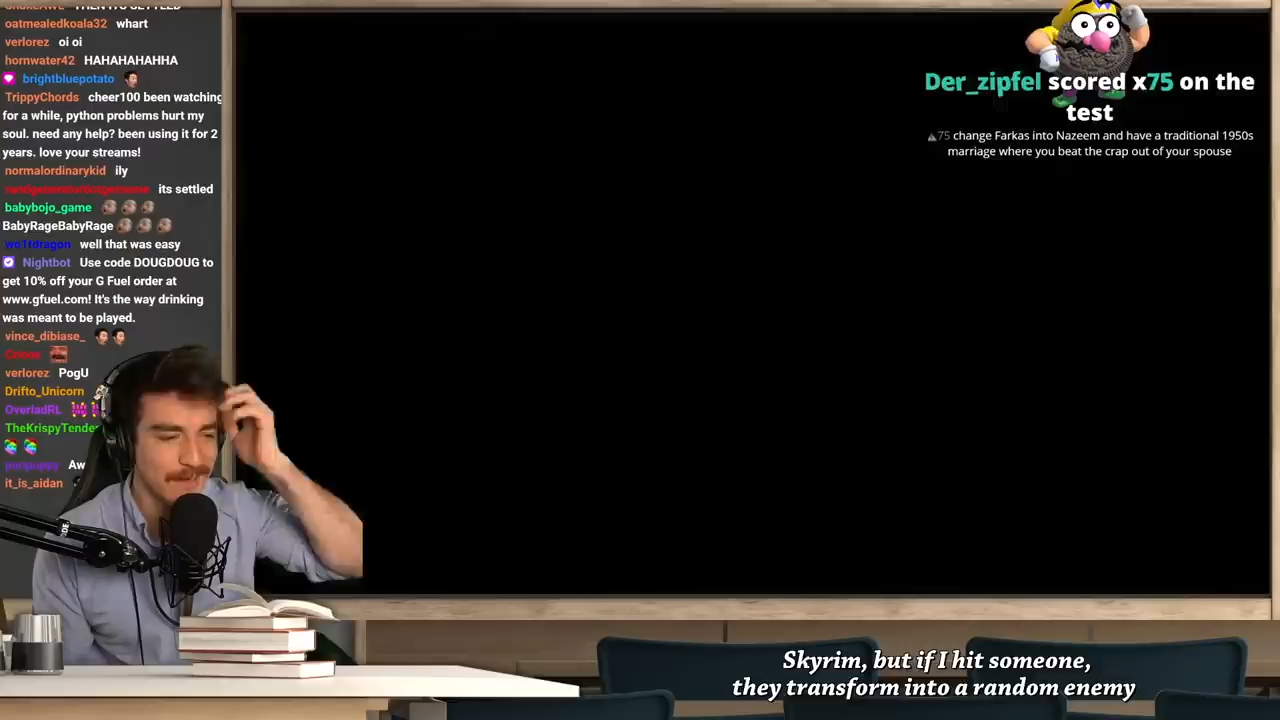 THEN ITS SETTLED
oatmealedkoala32 whart
verlorez oi oi
hornwater42 HAHAHAHAHHA
brightbluepotato
TrippyChords cheer100 been watching
for a while, python problems hurt my
soul. need any help? been using it for 2
years. love your streams!
normalordinarykid ily
its settled
babybojo_game
BabyRageBabyRage
wo1fdragon well that was easy
Nightbot Use code DOUGDOUG to
get 10% off your G Fuel order at
www.gfuel.com! It's the way drinking
was meant to be played.
vince_dibiase_
verlorez PogU
Drifto_Unicorn
OverladRL
TheKrispyTender
Aw
it_is_aidan
Der_zipfel scored x75 on the
test
75 change Farkas into Nazeem and have a traditional 1950s
marriage where you beat the crap out of your spouse
Skyrim, but if I hit someone,
they transform into a random enemy